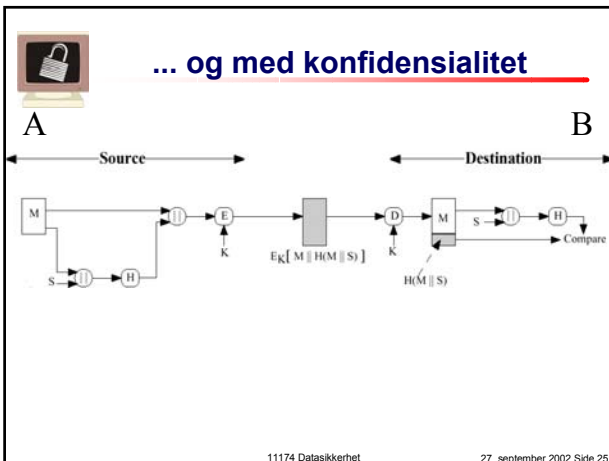 ... og med konfidensialitet
A B
Source Destination
M || E D M || H
S K K S Compare
E_K[ M || H(M || S) ]
S || H
H(M || S)
11174 Datasikkerhet 27. september 2002 Side 25